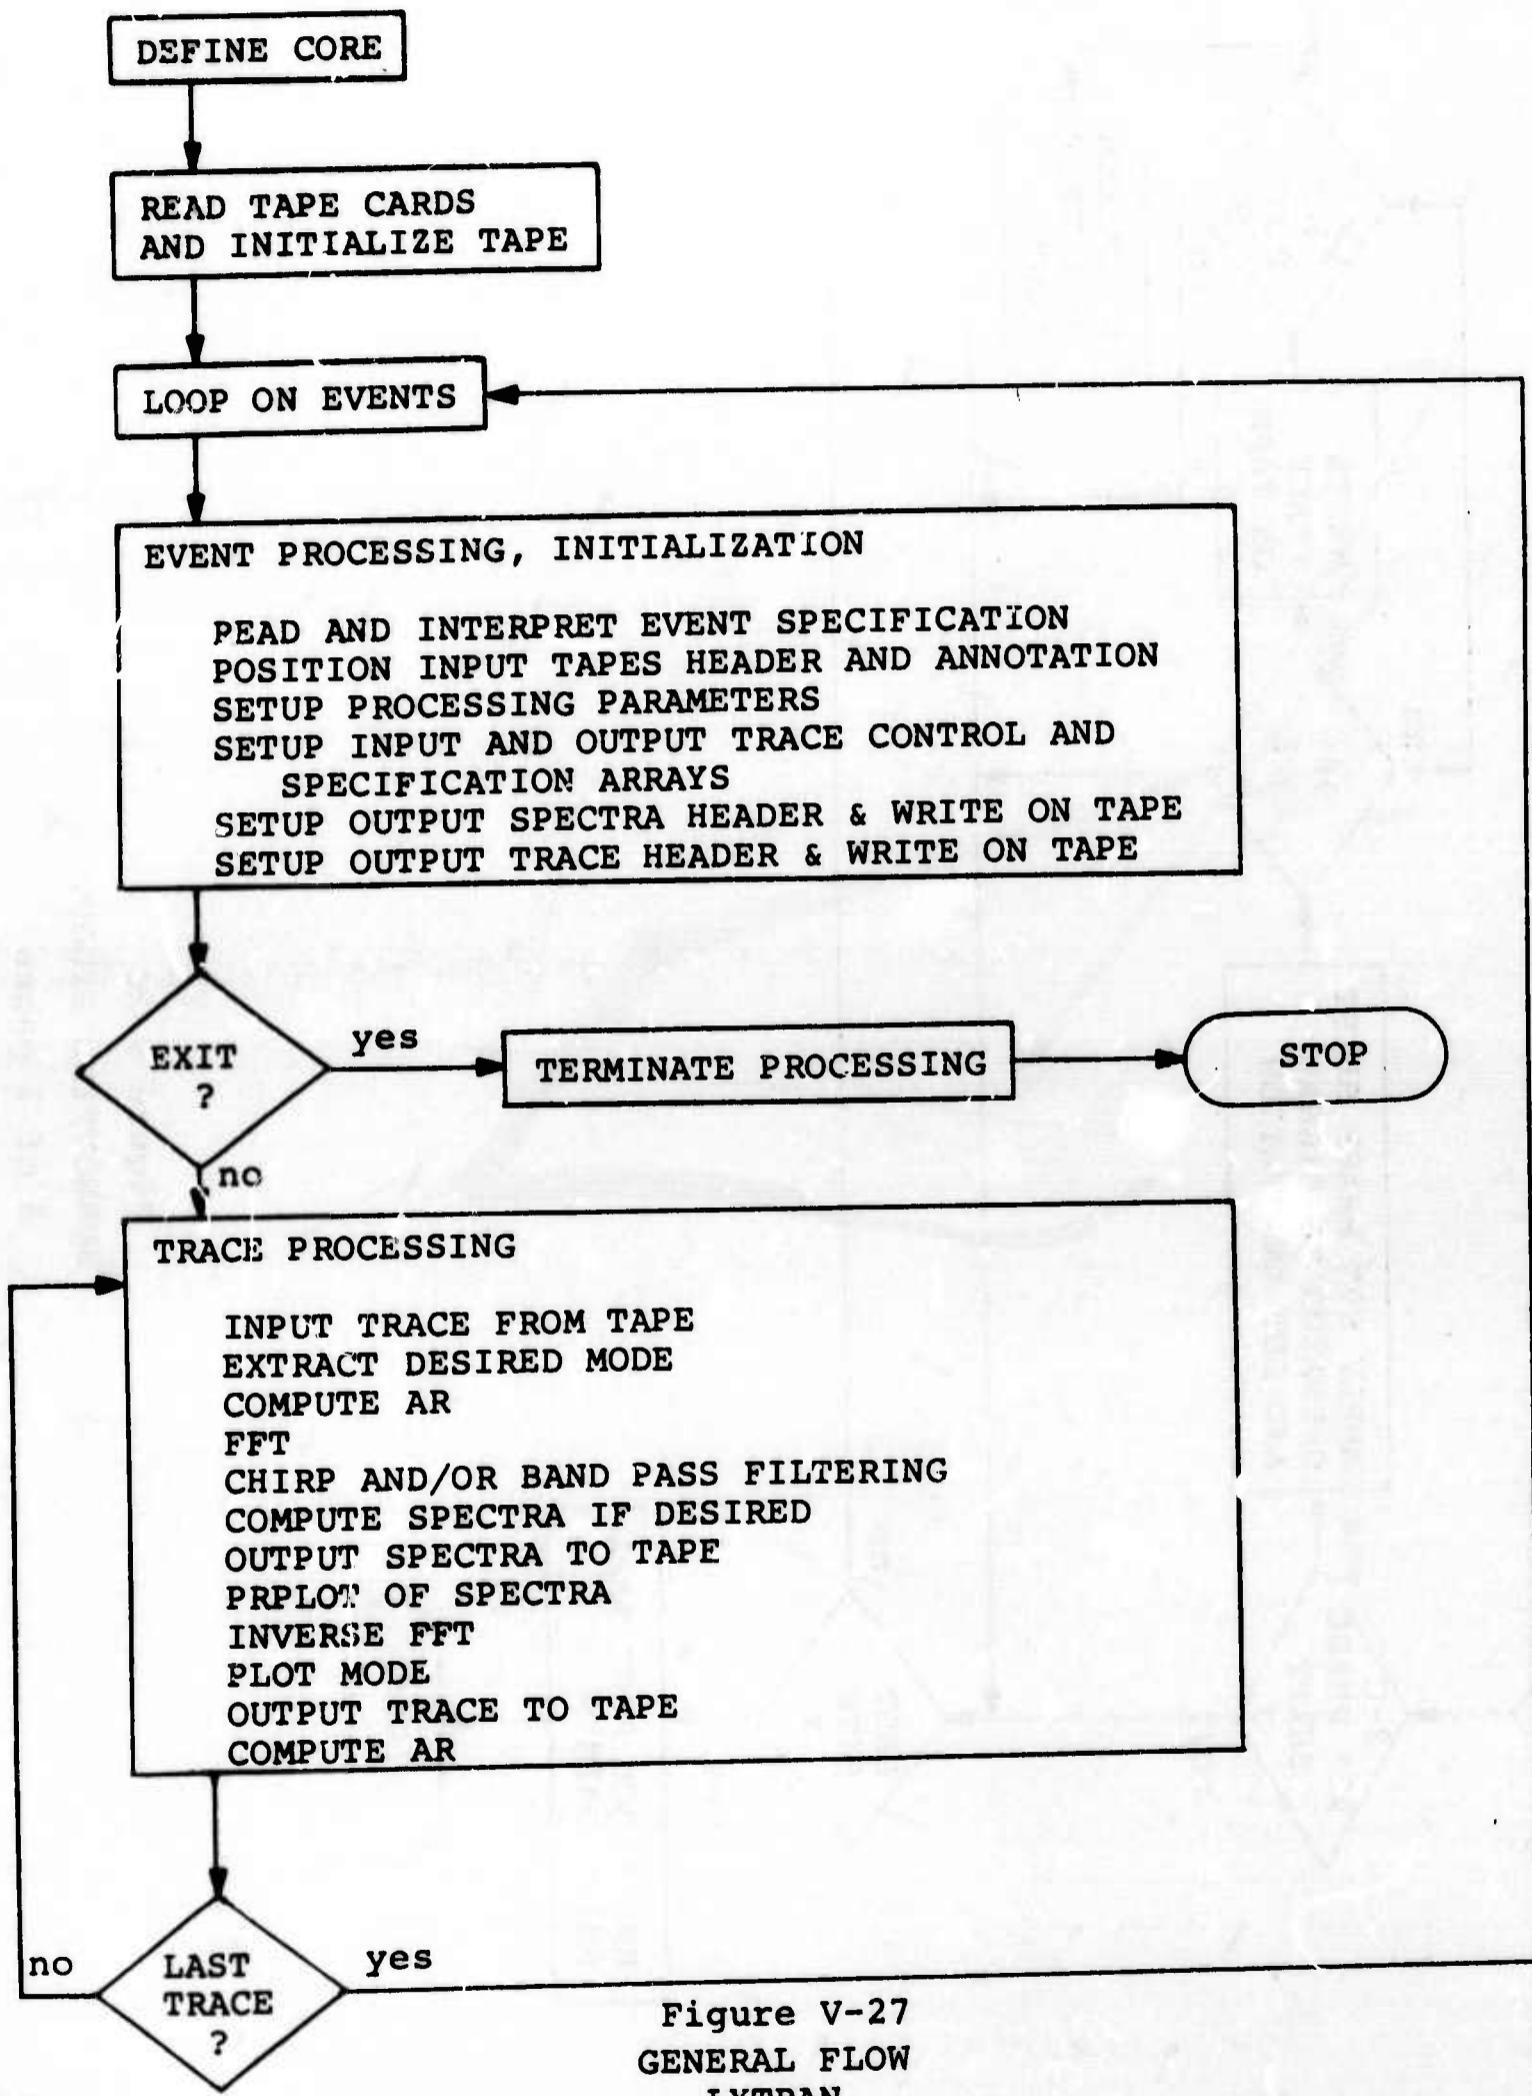 DEFINE CORE
READ TAPE CARDS
AND INITIALIZE TAPE
LOOP ON EVENTS
EVENT PROCESSING, INITIALIZATION
PEAD AND INTERPRET EVENT SPECIFICATION
POSITION INPUT TAPES HEADER AND ANNOTATION
SETUP PROCESSING PARAMETERS
SETUP INPUT AND OUTPUT TRACE CONTROL AND
SPECIFICATION ARRAYS
SETUP OUTPUT SPECTRA HEADER & WRITE ON TAPE
SETUP OUTPUT TRACE HEADER & WRITE ON TAPE
EXIT
?
yes
TERMINATE PROCESSING
STOP
no
TRACE PROCESSING
INPUT TRACE FROM TAPE
EXTRACT DESIRED MODE
COMPUTE AR
FFT
CHIRP AND/OR BAND PASS FILTERING
COMPUTE SPECTRA IF DESIRED
OUTPUT SPECTRA TO TAPE
PRPLOT OF SPECTRA
INVERSE FFT
PLOT MODE
OUTPUT TRACE TO TAPE
COMPUTE AR
no
LAST
TRACE
?
yes
Figure V-27
GENERAL FLOW